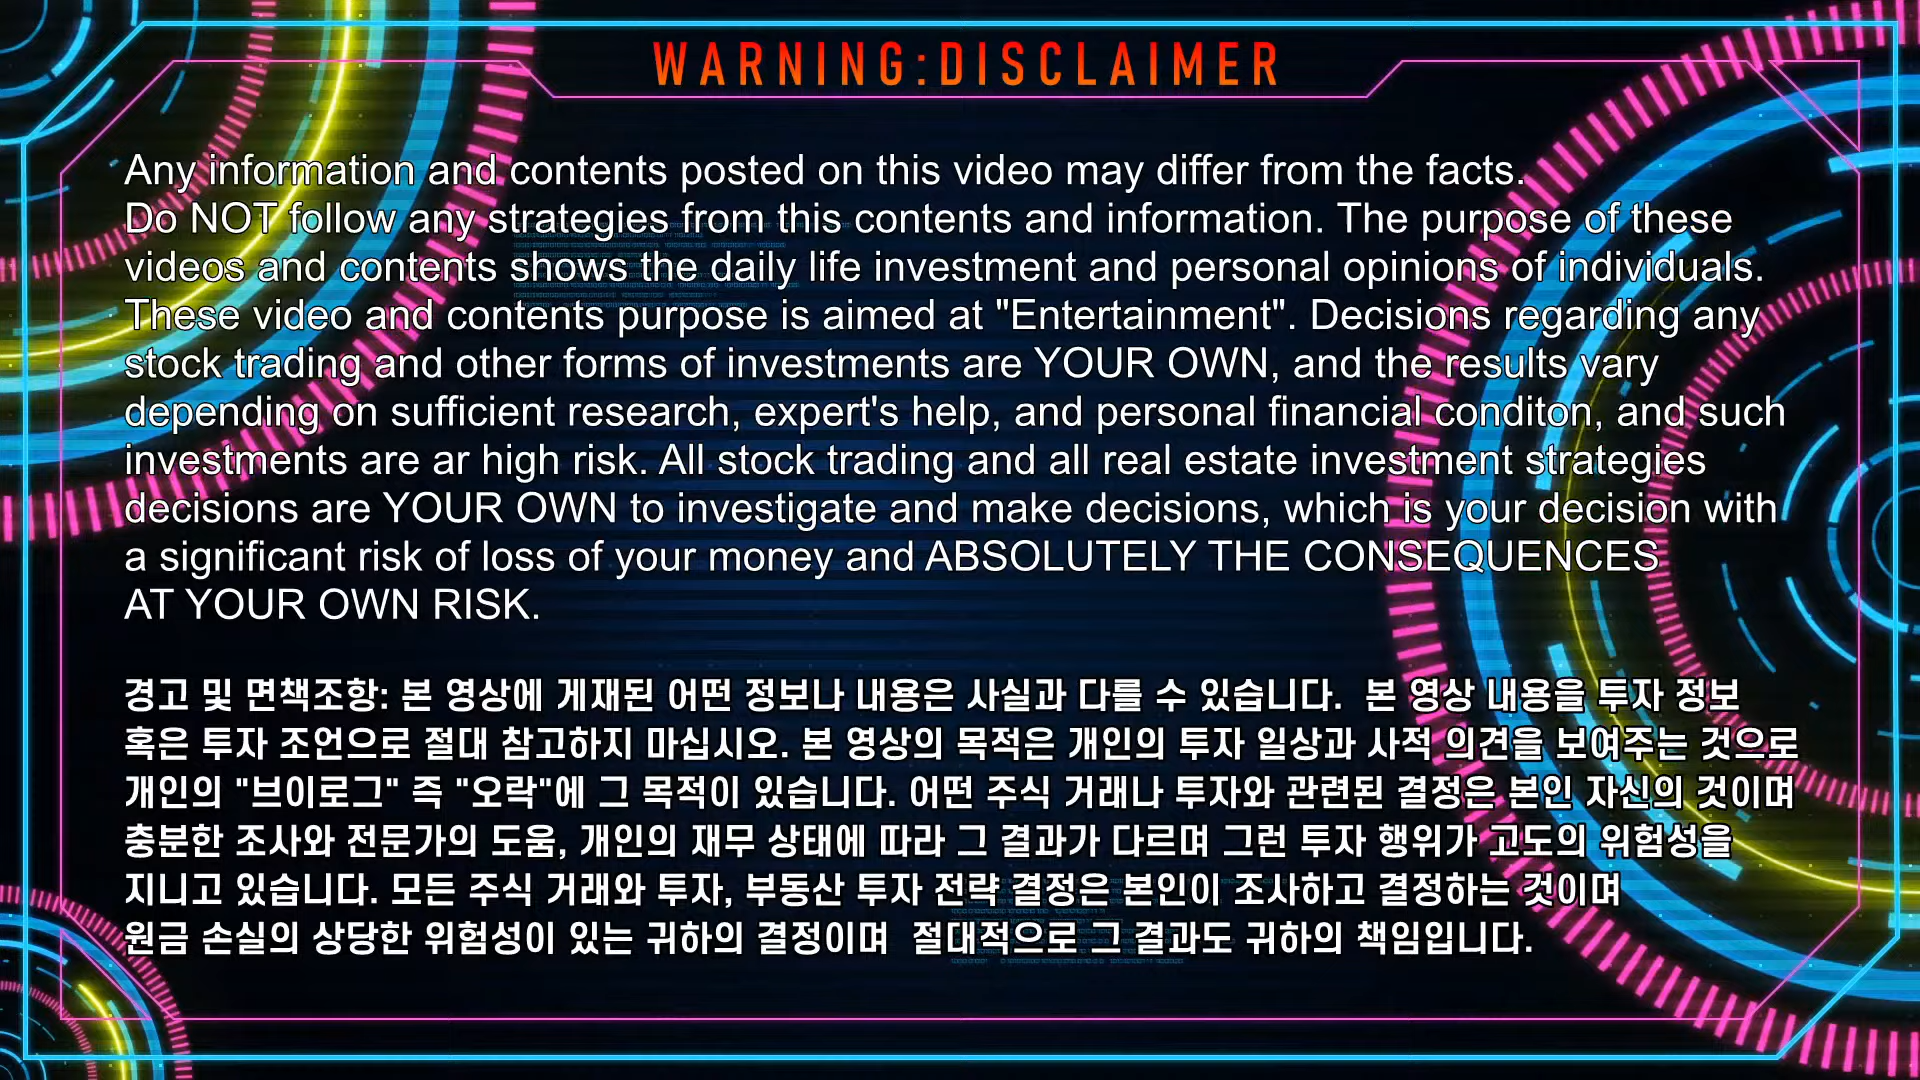 WARNING:DISCLAIMER
Any information and contents posted on this video may differ from the facts.
Do NOT follow any strategies from this contents and information. The purpose of these
videos and contents shows the daily life investment and personal opinions of individuals.
These video and contents purpose is aimed at "Entertainment". Decisions regarding any
stock trading and other forms of investments are YOUR OWN, and the results vary
depending on sufficient research, expert's help, and personal financial conditon, and such
investments are ar high risk. All stock trading and all real estate investment strategies
decisions are YOUR OWN to investigate and make decisions, which is your decision with
a significant risk of loss of your money and ABSOLUTELY THE CONSEQUENCES
AT YOUR OWN RISK.
경고 및 면책조항: 본 영상에 게재된 어떤 정보나 내용은 사실과 다를 수 있습니다. 본 영상 내용을 투자 정보
혹은 투자 조언으로 절대 참고하지 마십시오. 본 영상의 목적은 개인의 투자 일상과 사적 의견을 보여주는 것으로
개인의 "브이로그" 즉 "오락"에 그 목적이 있습니다. 어떤 주식 거래나 투자와 관련된 결정은 본인 자신의 것이며
충분한 조사와 전문가의 도움, 개인의 재무 상태에 따라 그 결과가 다르며 그런 투자 행위가 고도의 위험성을
지니고 있습니다. 모든 주식 거래와 투자, 부동산 투자 전략 결정은 본인이 조사하고 결정하는 것이며
원금 손실의 상당한 위험성이 있는 귀하의 결정이며 절대적으로 그 결과도 귀하의 책임입니다.